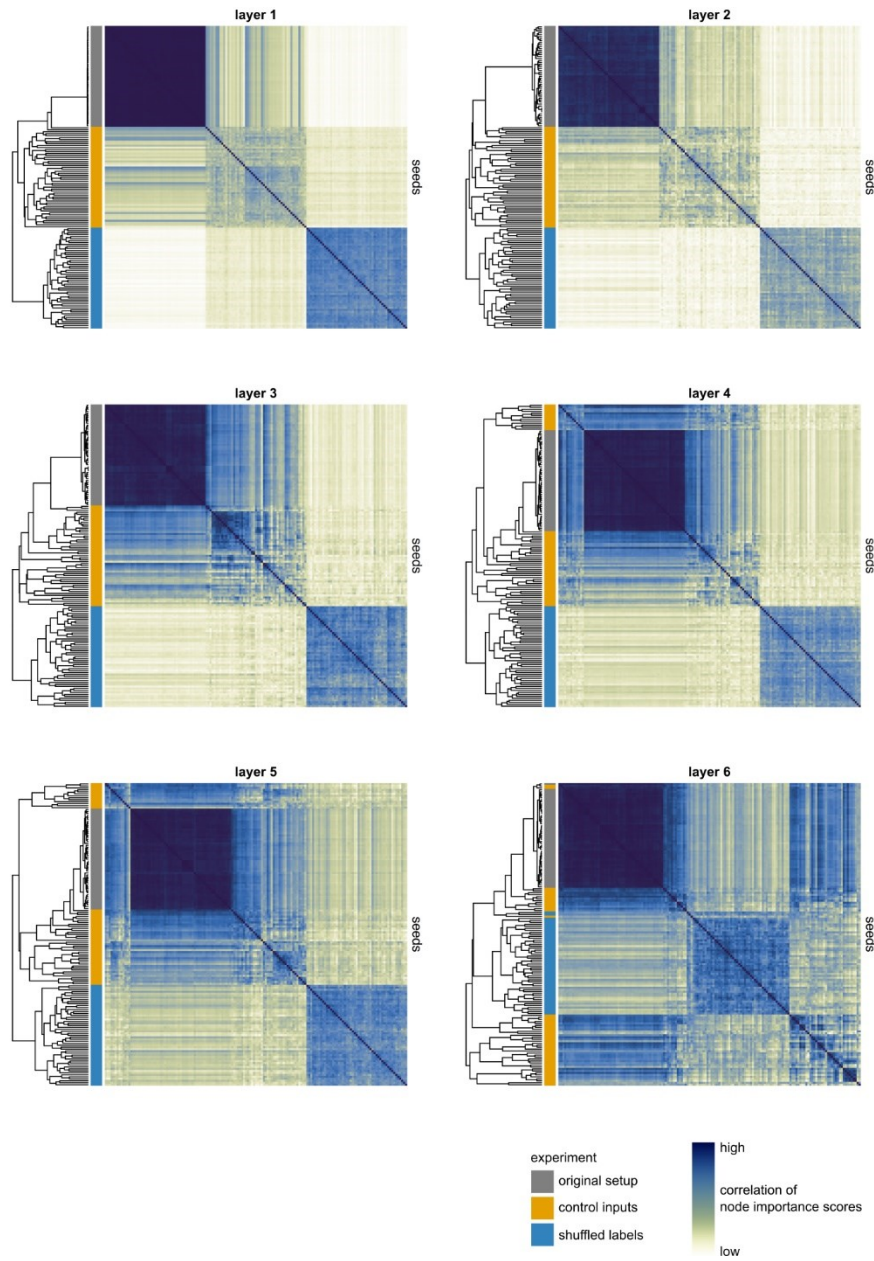 layer 1
layer 2
seeds
seeds
layer 3
layer 4
seeds
seeds
layer 5
layer 6
seeds
seeds
experiment
original setup
control inputs
shuffled labels
high
correlation of
node importance scores
low